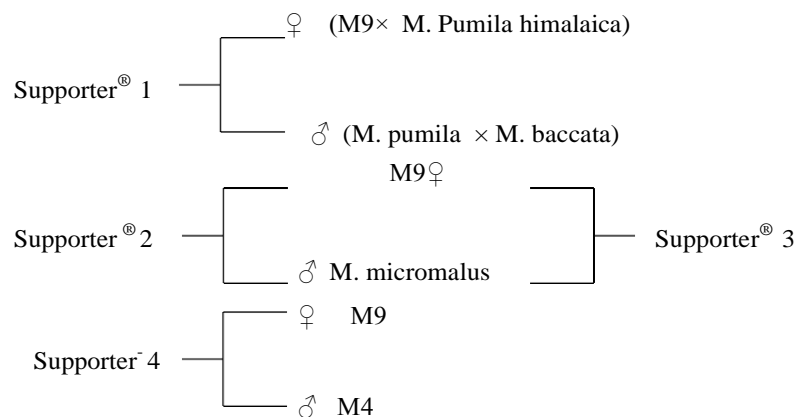 ♀ (M9× M. Pumila himalaica)
Supporter® 1
♂ (M. pumila × M. baccata)
M9♀
Supporter ® 2 Supporter® 3
♂ M. micromalus
♀ M9
Supporter- 4
♂ M4